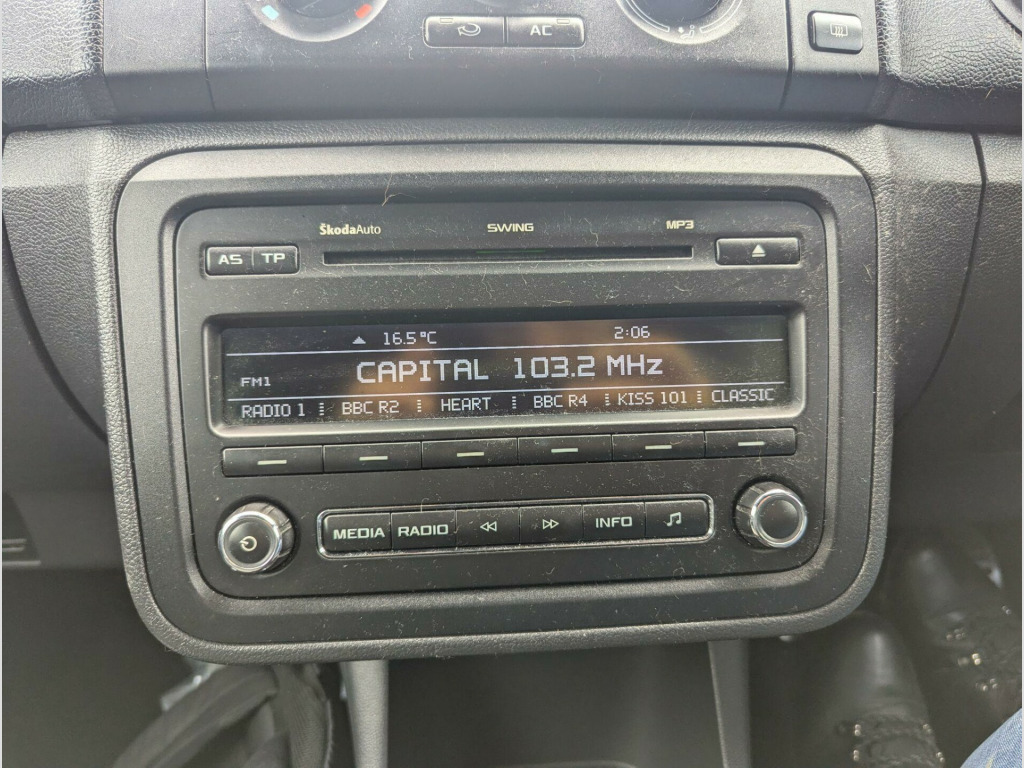 AC
ŠkodaAuto SWING MP3
AS TP
16.5°C 2:06
CAPITAL 103.2 MHz
FM1
RADIO 1 BBC R2 HEART BBC R4 KISS 101 CLASSIC
MEDIA RADIO INFO